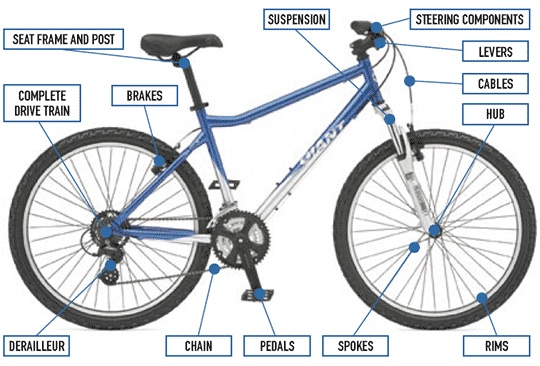 SUSPENSION
STEERING COMPONENTS
SEAT FRAME AND POST
LEVERS
COMPLETE
DRIVE TRAIN
BRAKES
CABLES
HUB
GIANT
DERAILLEUR
CHAIN
PEDALS
SPOKES
RIMS